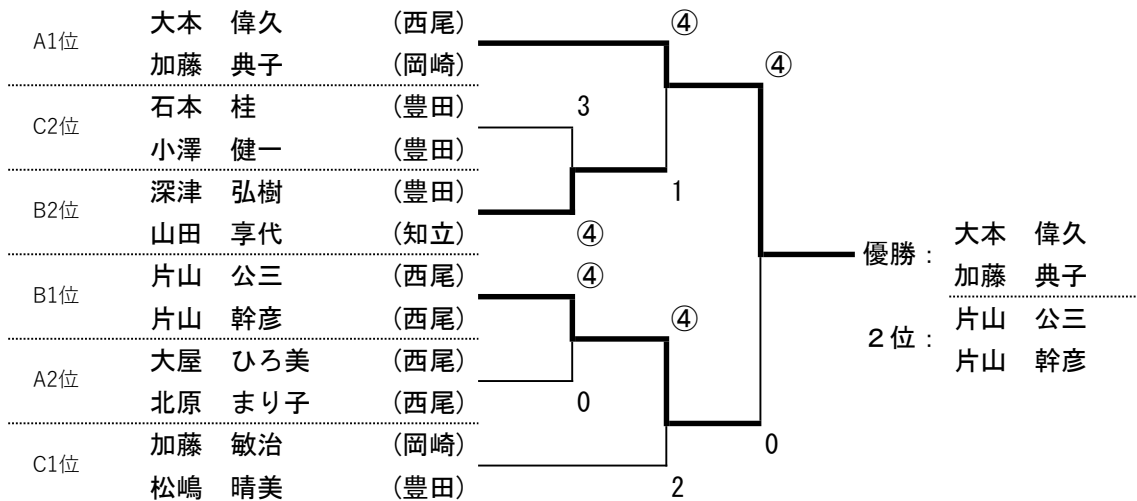 A1位 大本 偉久 (西尾) ④
加藤 典子 (岡崎) ④
C2位 石本 桂 (豊田) 3
小澤 健一 (豊田)
B2位 深津 弘樹 (豊田) 1
山田 享代 (知立) ④
優勝: 大本 偉久
加藤 典子
B1位 片山 公三 (西尾) ④
片山 幹彦 (西尾) ④
2位: 片山 公三
片山 幹彦
A2位 大屋 ひろ美 (西尾)
北原 まり子 (西尾) 0
C1位 加藤 敏治 (岡崎) 0
松嶋 晴美 (豊田) 2